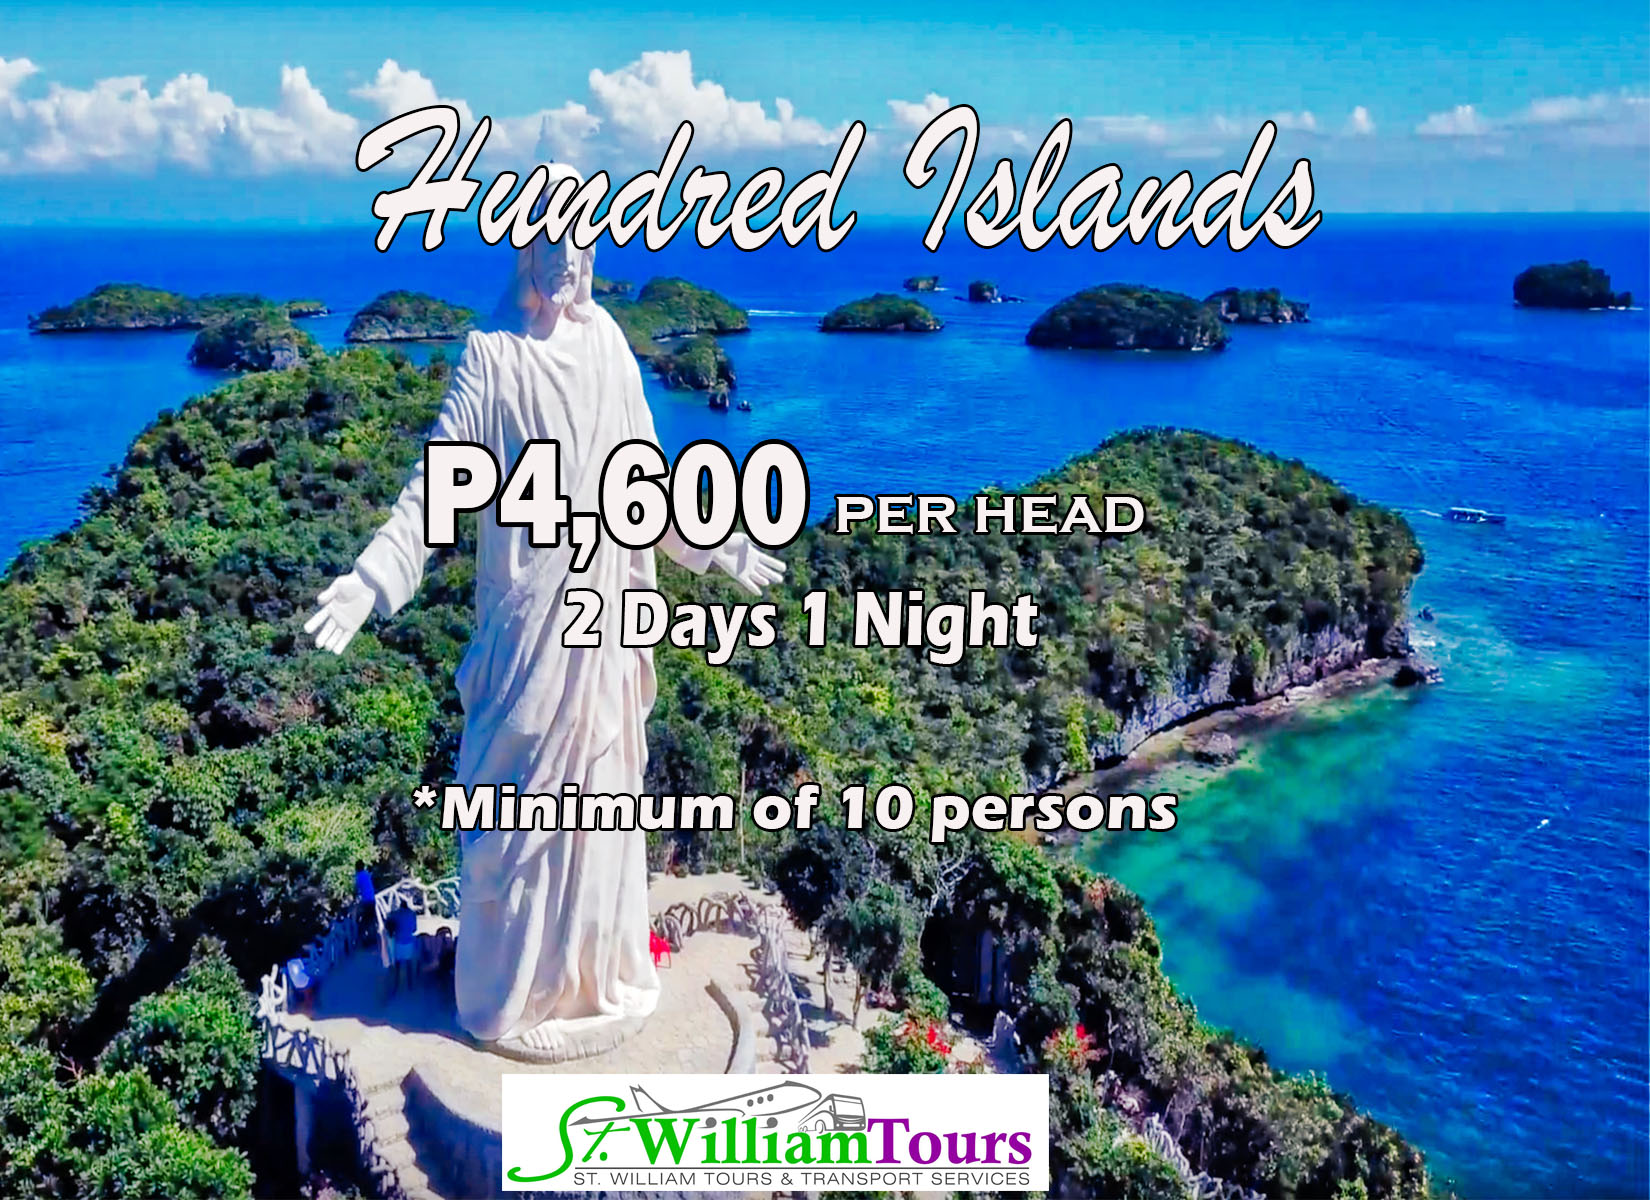 Hundred Islands
P4,600 PER HEAD
2 Days 1 Night
*Minimum of 10 persons
St. William Tours
ST. WILLIAM TOURS & TRANSPORT SERVICES